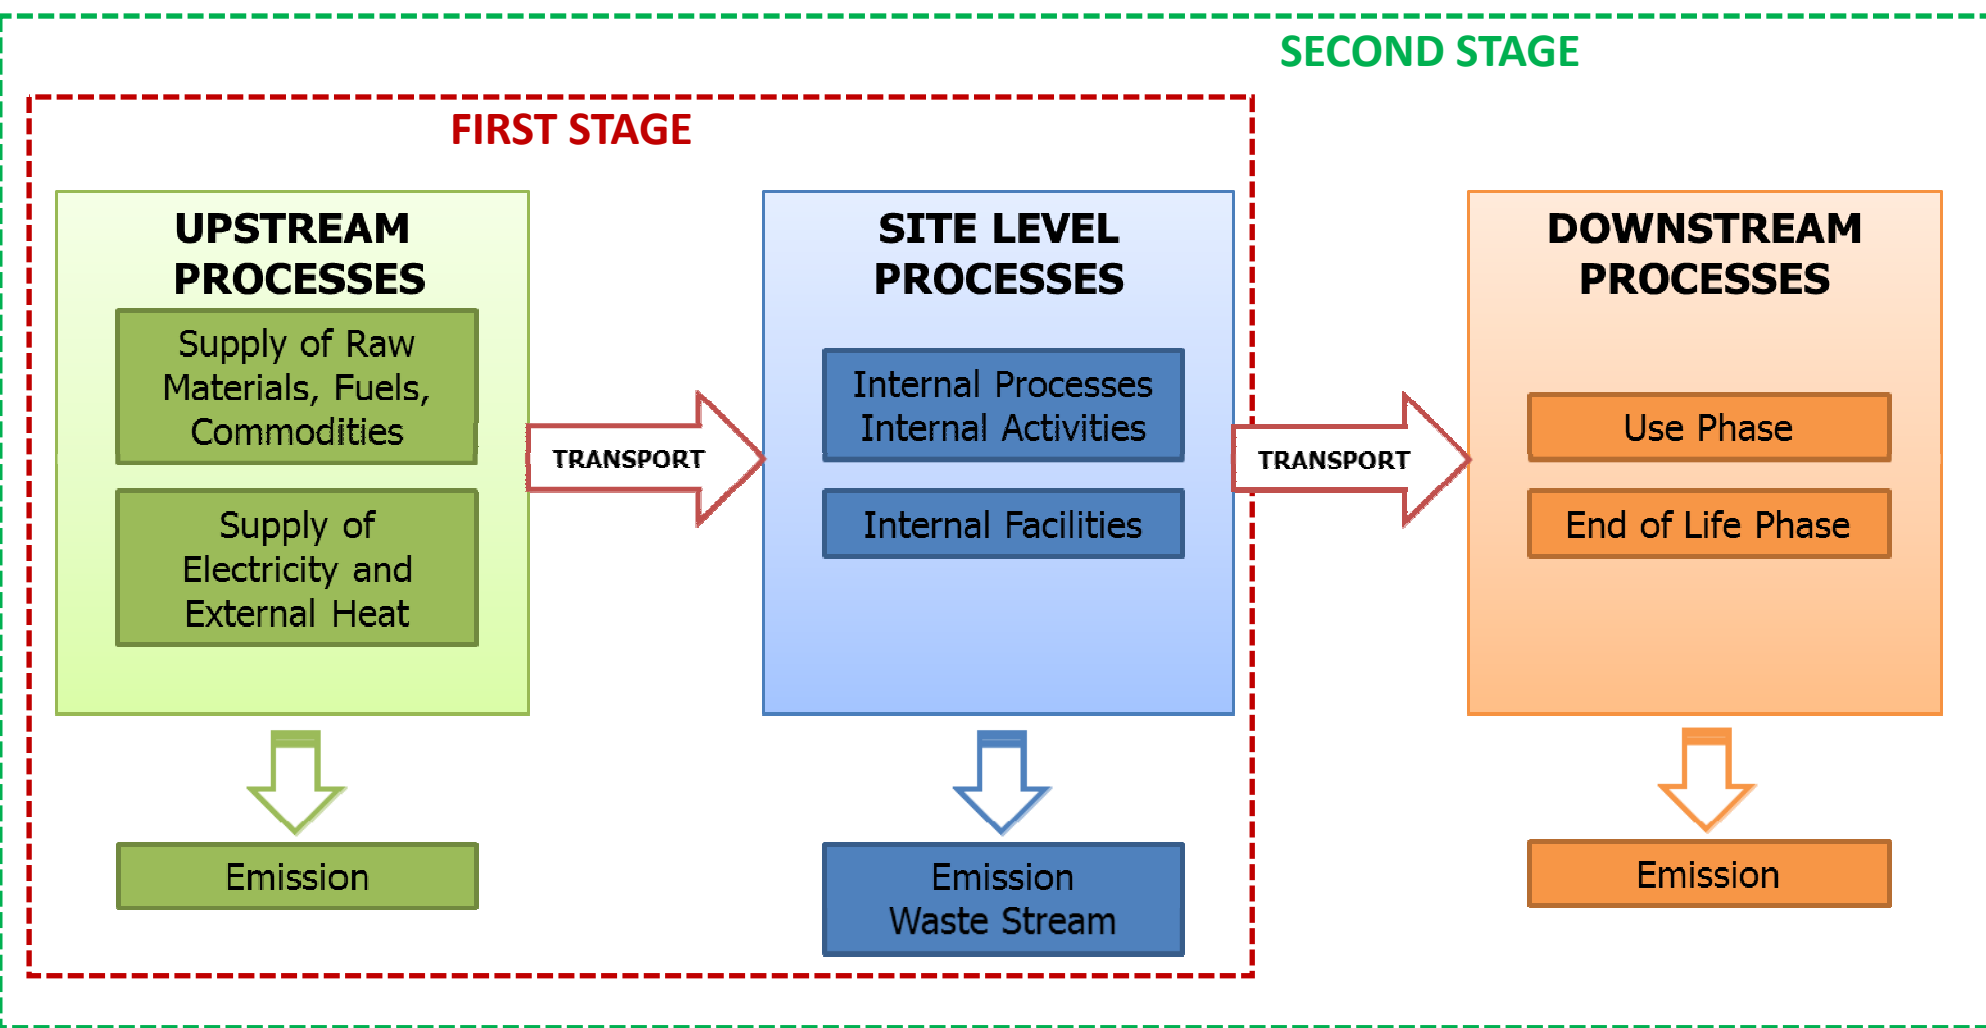 SECOND STAGE
FIRST STAGE
UPSTREAM
PROCESSES
Supply of Raw
Materials, Fuels,
Commodities
Supply of
Electricity and
External Heat
Emission
TRANSPORT
SITE LEVEL
PROCESSES
Internal Processes
Internal Activities
Internal Facilities
Emission
Waste Stream
TRANSPORT
DOWNSTREAM
PROCESSES
Use Phase
End of Life Phase
Emission